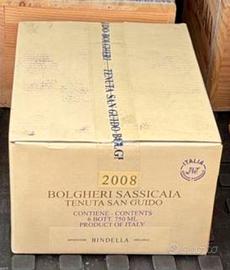 BOLGHERI - TENUTA SAN GUIDO BOLGI
ITALIA
2008
BOLGHERI SASSICAIA
TENUTA SAN GUIDO
CONTIENE - CONTENTS
6 BOTT. 750 ML
PRODUCT OF ITALY
BINDELLA